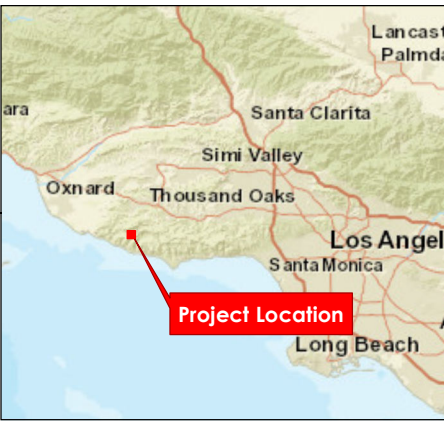 Lancast
Palmda
ara
Santa Clarita
Simi Valley
Oxnard
Thousand Oaks
Los Angel
Santa Monica
Project Location
Long Beach